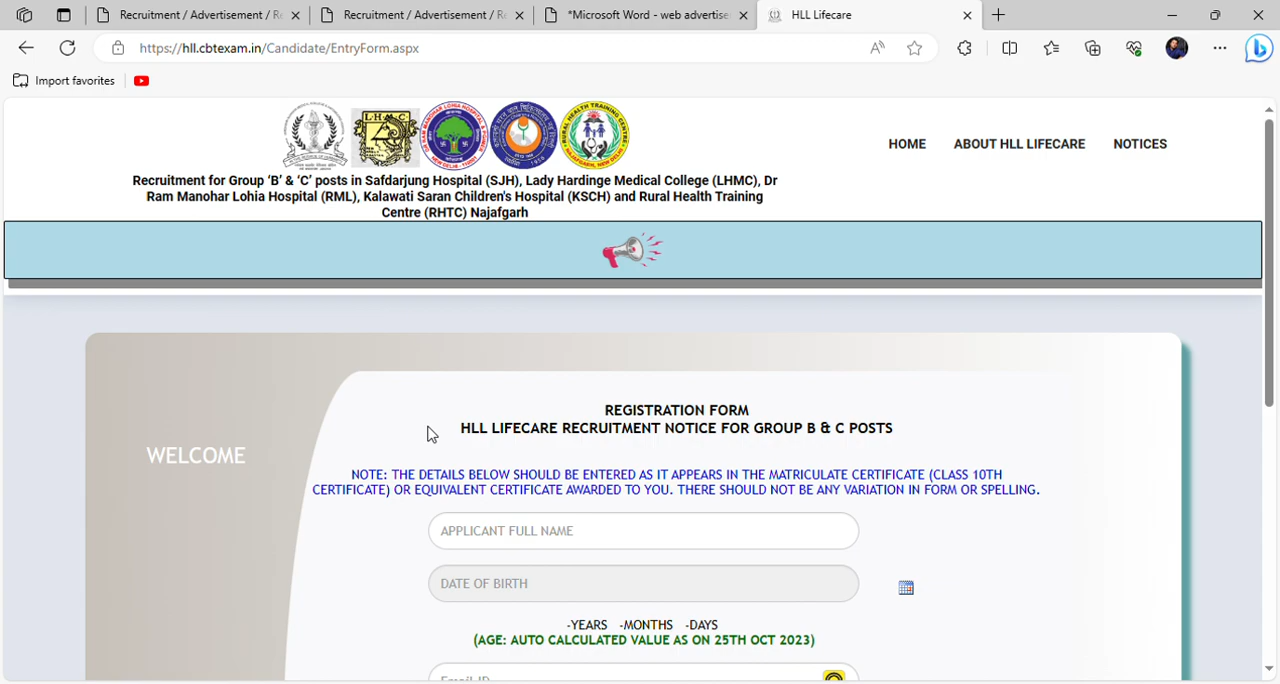 Recruitment / Advertisement / Re
Recruitment / Advertisement / Re
*Microsoft Word - web advertise
HLL Lifecare
https://hll.cbtexam.in/Candidate/EntryForm.aspx
Import favorites
HOME
ABOUT HLL LIFECARE
NOTICES
Recruitment for Group ‘B’ & ‘C’ posts in Safdarjung Hospital (SJH), Lady Hardinge Medical College (LHMC), Dr
Ram Manohar Lohia Hospital (RML), Kalawati Saran Children's Hospital (KSCH) and Rural Health Training
Centre (RHTC) Najafgarh
WELCOME
REGISTRATION FORM
HLL LIFECARE RECRUITMENT NOTICE FOR GROUP B & C POSTS
NOTE: THE DETAILS BELOW SHOULD BE ENTERED AS IT APPEARS IN THE MATRICULATE CERTIFICATE (CLASS 10TH
CERTIFICATE) OR EQUIVALENT CERTIFICATE AWARDED TO YOU. THERE SHOULD NOT BE ANY VARIATION IN FORM OR SPELLING.
APPLICANT FULL NAME
DATE OF BIRTH
-YEARS -MONTHS -DAYS
(AGE: AUTO CALCULATED VALUE AS ON 25TH OCT 2023)
Email ID